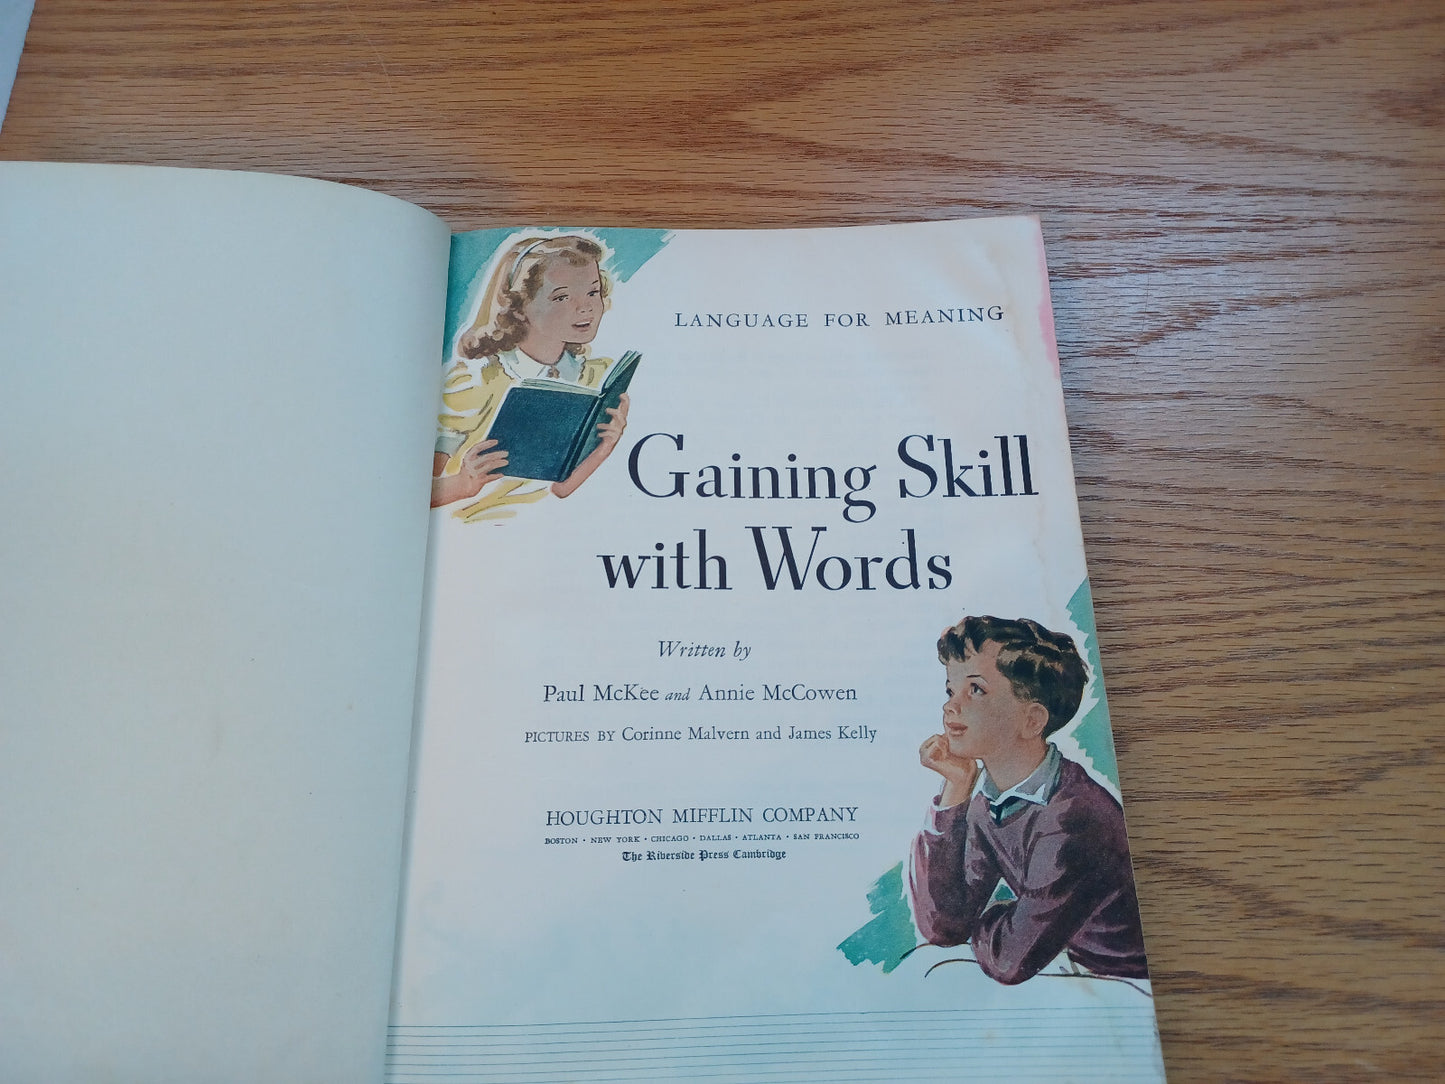 LANGUAGE FOR MEANING
Gaining Skill
with Words
Written by
Paul McKee and Annie McCowen
PICTURES BY Corinne Malvern and James Kelly
HOUGHTON MIFFLIN COMPANY
BOSTON · NEW YORK · CHICAGO · DALLAS · ATLANTA · SAN FRANCISCO
The Riverside Press Cambridge